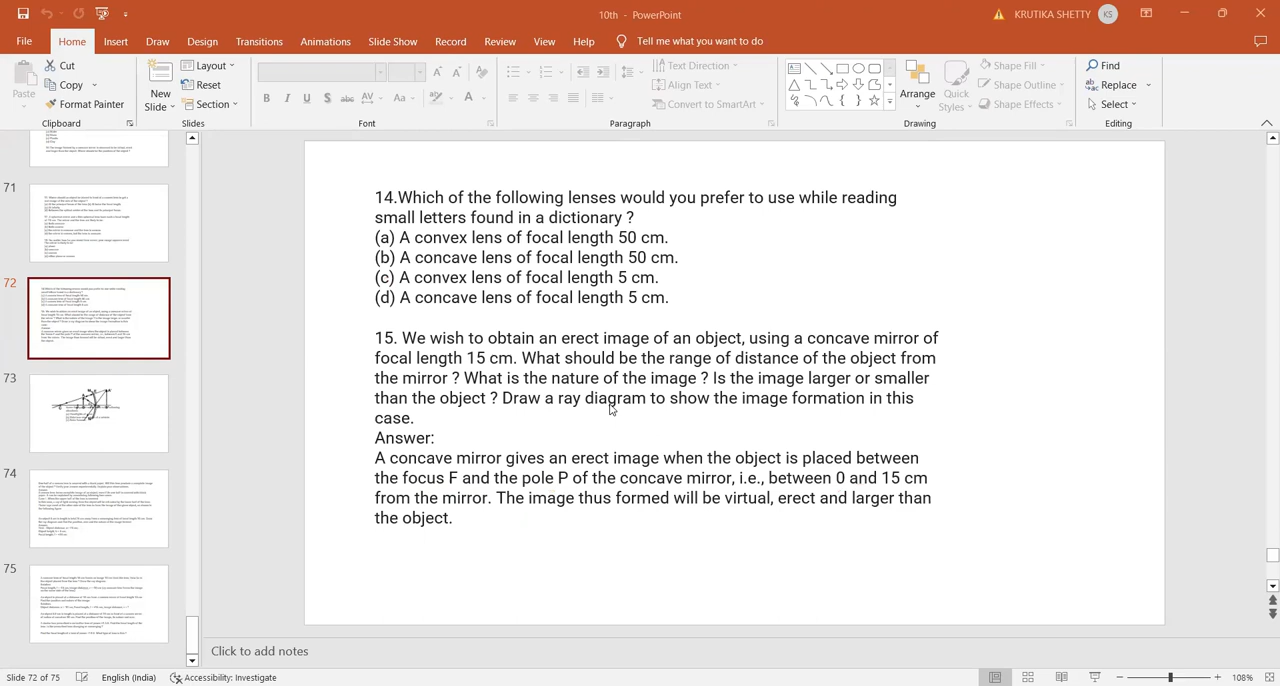 10th - PowerPoint
KRUTIKA SHETTY
KS
File Home Insert Draw Design Transitions Animations Slide Show Record Review View Help Tell me what you want to do
Paste
Cut
Copy
Format Painter
Clipboard
New
Slide
Layout
Reset
Section
Slides
B I U S abc AV Aa A
Font
Text Direction
Align Text
Convert to SmartArt
Paragraph
Arrange
Quick
Styles
Shape Fill
Shape Outline
Shape Effects
Drawing
Find
Replace
Select
Editing
71
72
73
74
75
14.Which of the following lenses would you prefer to use while reading
small letters found in a dictionary ?
(a) A convex lens of focal length 50 cm.
(b) A concave lens of focal length 50 cm.
(c) A convex lens of focal length 5 cm.
(d) A concave lens of focal length 5 cm.
15. We wish to obtain an erect image of an object, using a concave mirror of
focal length 15 cm. What should be the range of distance of the object from
the mirror ? What is the nature of the image ? Is the image larger or smaller
than the object ? Draw a ray diagram to show the image formation in this
case.
Answer:
A concave mirror gives an erect image when the object is placed between
the focus F and the pole P of the concave mirror, i.e., between 0 and 15 cm
from the mirror. The image thus formed will be virtual, erect and larger than
the object.
Click to add notes
Slide 72 of 75 English (India) Accessibility: Investigate 108%